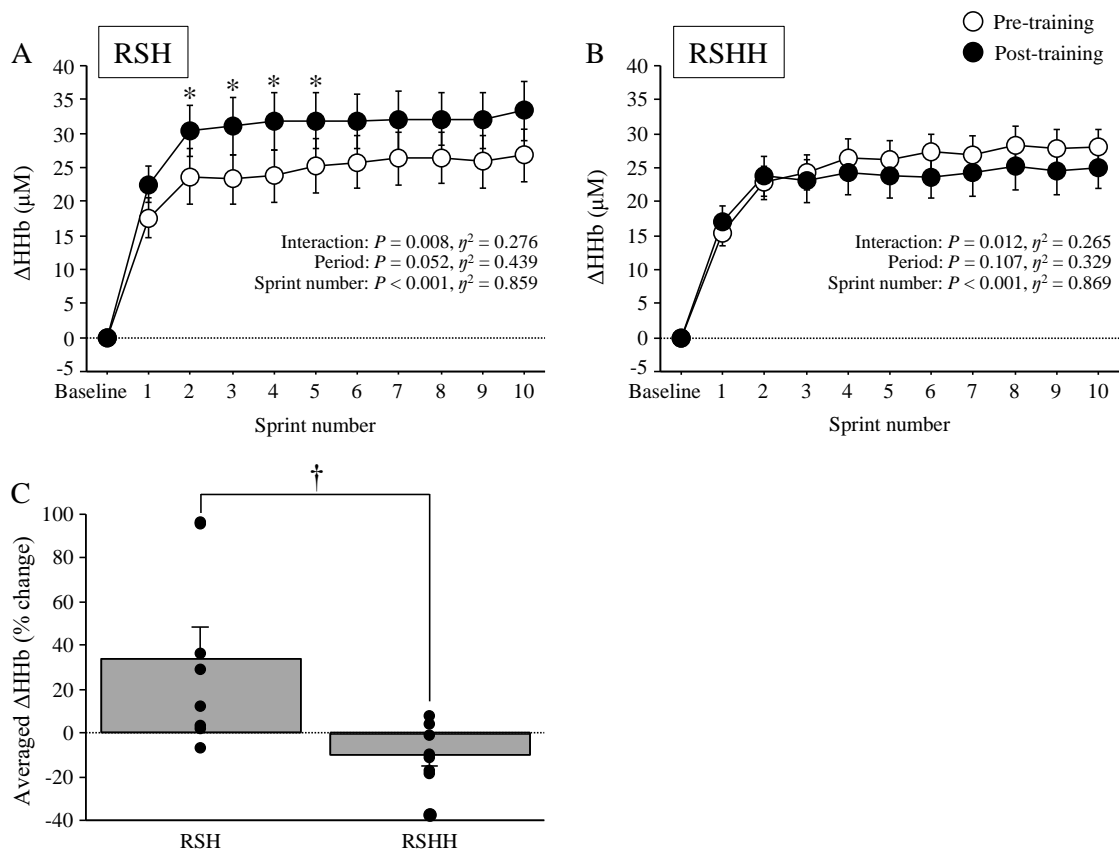 A
RSH
B
RSHH
Pre-training
Post-training
40
35
30
25
20
15
10
5
0
-5
ΔHHb (μM)
* * * *
Interaction: P = 0.008, η² = 0.276
Period: P = 0.052, η² = 0.439
Sprint number: P < 0.001, η² = 0.859
Baseline 1 2 3 4 5 6 7 8 9 10
Sprint number
40
35
30
25
20
15
10
5
0
-5
ΔHHb (μM)
Interaction: P = 0.012, η² = 0.265
Period: P = 0.107, η² = 0.329
Sprint number: P < 0.001, η² = 0.869
Baseline 1 2 3 4 5 6 7 8 9 10
Sprint number
C
†
100
80
60
40
20
0
-20
-40
Averaged ΔHHb (% change)
RSH RSHH